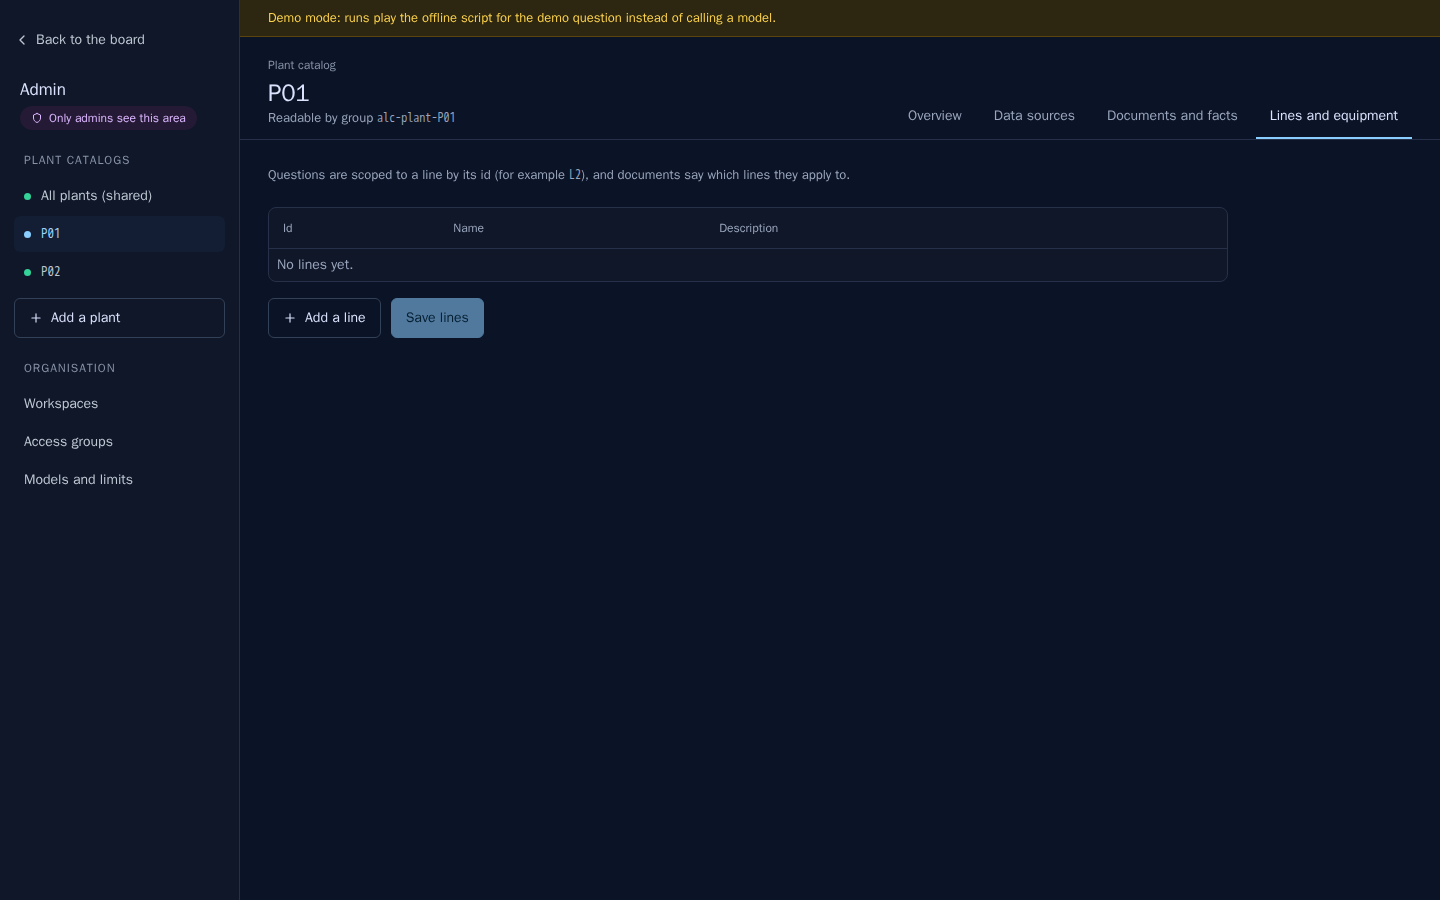 Demo mode: runs play the offline script for the demo question instead of calling a model.
Back to the board
Admin
Only admins see this area
PLANT CATALOGS
All plants (shared)
P01
P02
Add a plant
ORGANISATION
Workspaces
Access groups
Models and limits
Plant catalog
P01
Readable by group alc-plant-P01
Overview
Data sources
Documents and facts
Lines and equipment
Questions are scoped to a line by its id (for example L2), and documents say which lines they apply to.
Id Name Description
No lines yet.
Add a line
Save lines